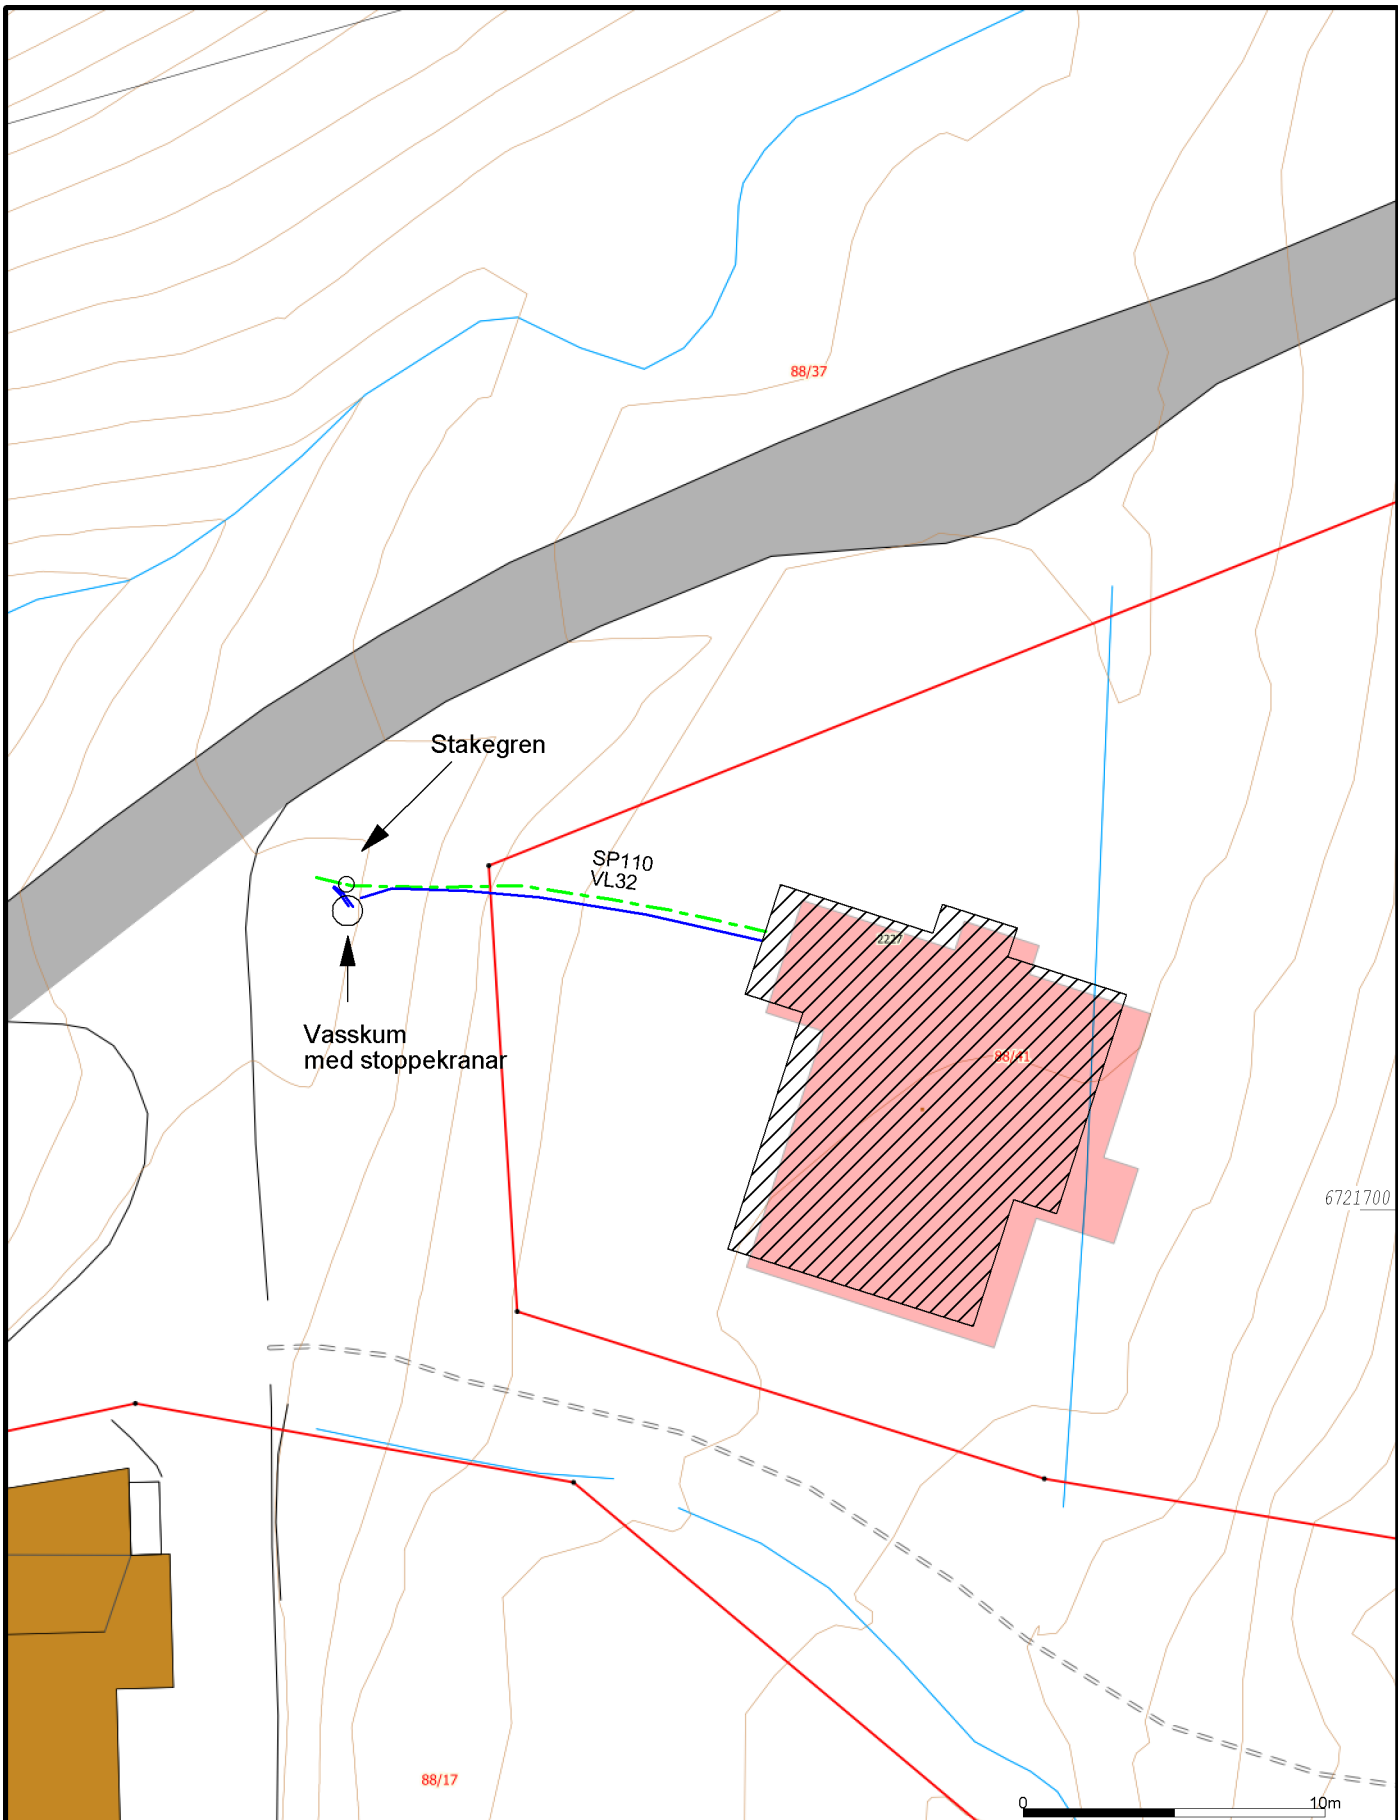 88/37
Stakegren
SP110
VL32
2227
Vasskum
med stoppekranar
88/41
6721700
88/17
0 10m